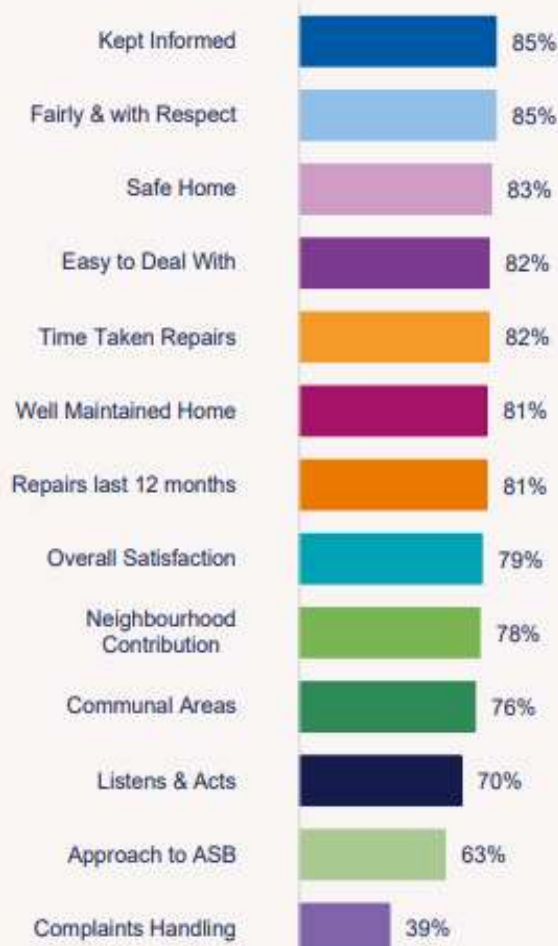 Kept Informed 85%
Fairly & with Respect 85%
Safe Home 83%
Easy to Deal With 82%
Time Taken Repairs 82%
Well Maintained Home 81%
Repairs last 12 months 81%
Overall Satisfaction 79%
Neighbourhood
Contribution 78%
Communal Areas 76%
Listens & Acts 70%
Approach to ASB 63%
Complaints Handling 39%